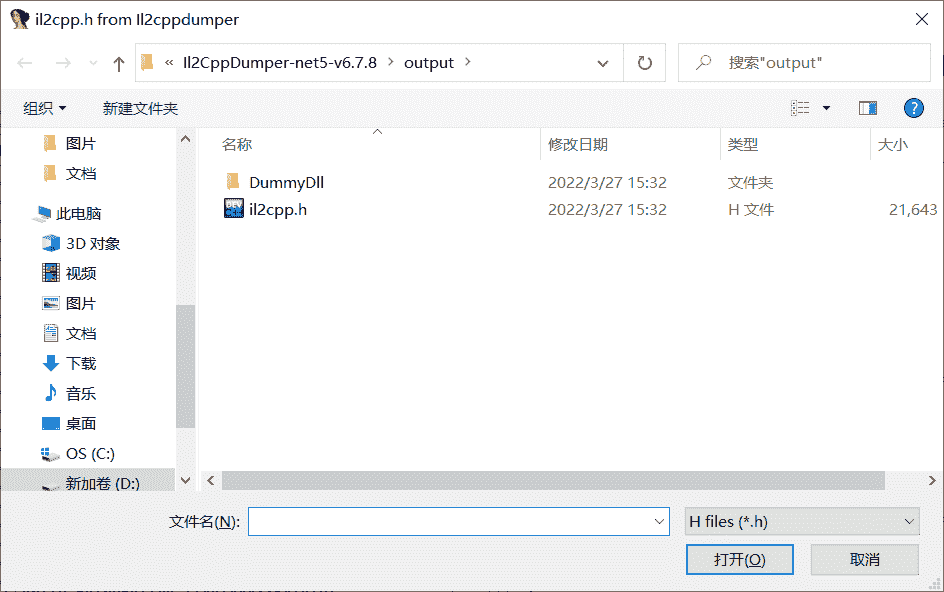 il2cpp.h from Il2cppdumper
« Il2CppDumper-net5-v6.7.8 › output ›
搜索"output"
组织
新建文件夹
?
名称 修改日期 类型 大小
DummyDll 2022/3/27 15:32 文件夹
DEV
il2cpp.h 2022/3/27 15:32 H 文件 21,643
图片
文档
此电脑
3D 对象
视频
图片
文档
下载
音乐
桌面
OS (C:)
新加卷 (D:)
文件名(N):
H files (*.h)
打开(O)
取消